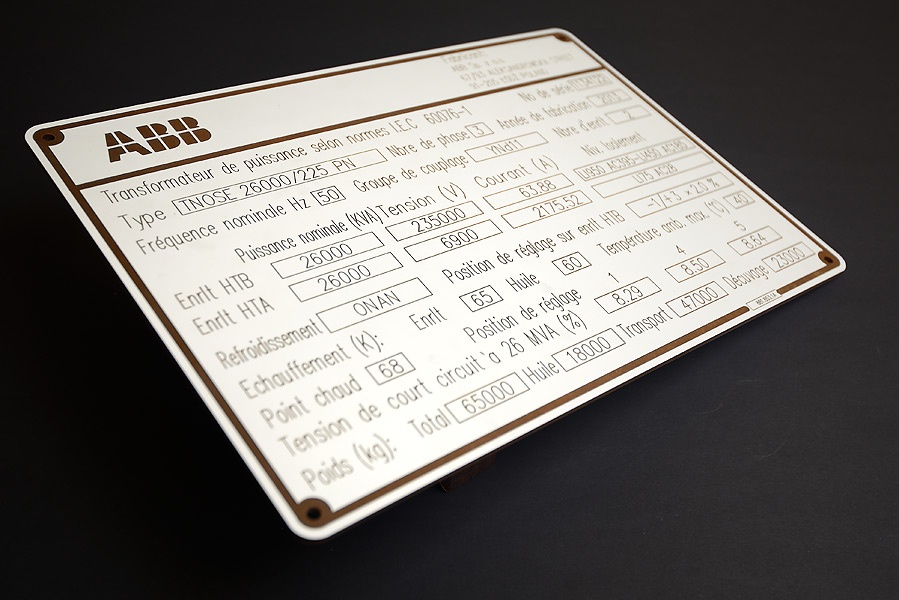 ABB
Fabricant:
ABB Sp. z o.o.
Transformateur de puissance selon normes I.E.C 60076-1
No de série
Type TNOSE 26000/225 PN Nbre de phase 3 Année de fabrication
Fréquence nominale Hz 50 Groupe de couplage YNd11 Nbre d'enrlt 2
Puissance nominale (KVA) Tension (V) Courant (A) Niv. Isolement
Enrlt HTB 26000 235000 63.88
Enrlt HTA 26000 6900 2175.52
Refroidissement ONAN Position de réglage sur enrlt HTB
Echauffement (K): Enrlt 65 Huile 60 Température amb. max. (°C) 40
Point chaud 68 Position de réglage 1 4 5
Tension de court circuit à 26 MVA (%) 8.29 8.50 8.64
Poids (kg): Total 65000 Huile 18000 Transport 47000 Décuvage 23000